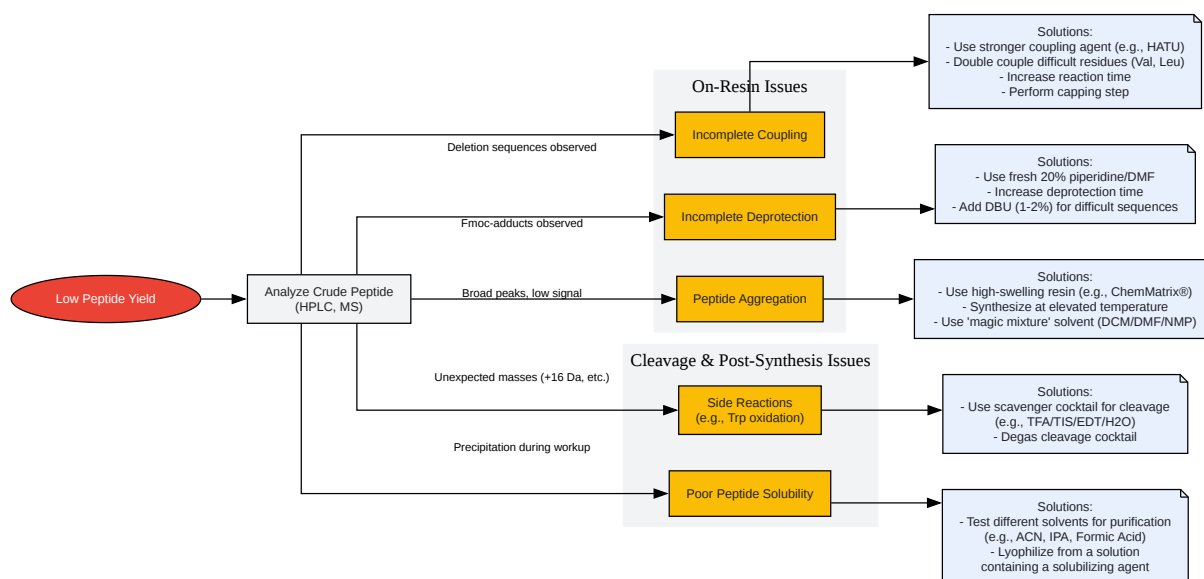 Solutions:
- Use stronger coupling agent (e.g., HATU)
- Double couple difficult residues (Val, Leu)
- Increase reaction time
- Perform capping step
On-Resin Issues
Incomplete Coupling
Deletion sequences observed
Solutions:
- Use fresh 20% piperidine/DMF
- Increase deprotection time
- Add DBU (1-2%) for difficult sequences
Incomplete Deprotection
Fmoc-adducts observed
Low Peptide Yield
Analyze Crude Peptide
(HPLC, MS)
Broad peaks, low signal
Peptide Aggregation
Solutions:
- Use high-swelling resin (e.g., ChemMatrix®)
- Synthesize at elevated temperature
- Use 'magic mixture' solvent (DCM/DMF/NMP)
Cleavage & Post-Synthesis Issues
Unexpected masses (+16 Da, etc.)
Side Reactions
(e.g., Trp oxidation)
Solutions:
- Use scavenger cocktail for cleavage
(e.g., TFA/TIS/EDT/H2O)
- Degas cleavage cocktail
Precipitation during workup
Poor Peptide Solubility
Solutions:
- Test different solvents for purification
(e.g., ACN, IPA, Formic Acid)
- Lyophilize from a solution
containing a solubilizing agent